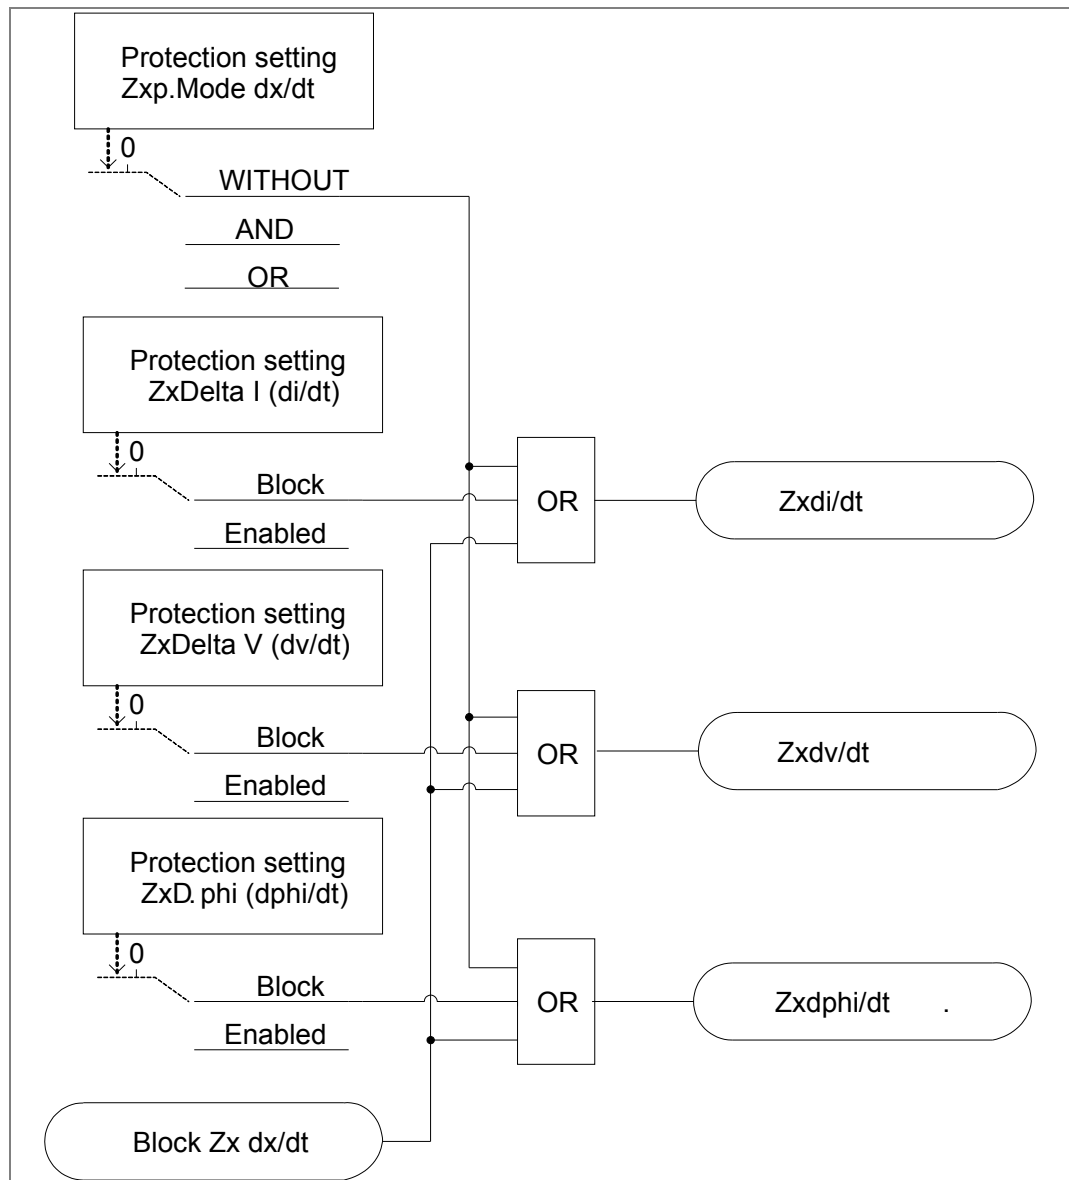 Protection setting
Zxp.Mode dx/dt
0
WITHOUT
AND
OR
Protection setting
ZxDelta I (di/dt)
0
Block
Enabled
OR
Zxdi/dt
Protection setting
ZxDelta V (dv/dt)
0
Block
Enabled
OR
Zxdv/dt
Protection setting
ZxD. phi (dphi/dt)
0
Block
Enabled
OR
Zxdphi/dt .
Block Zx dx/dt